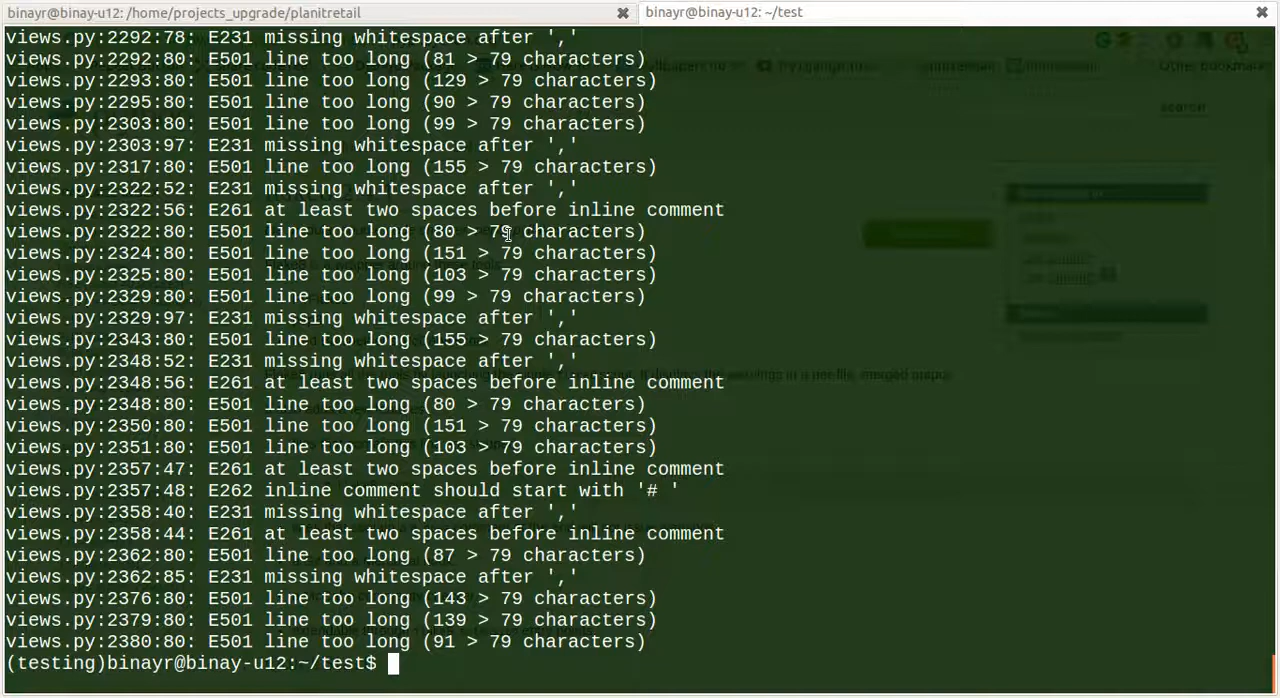 binayr@binay-u12: /home/projects_upgrade/planitretail
binayr@binay-u12: ~/test
views.py:2292:78: E231 missing whitespace after ','
views.py:2292:80: E501 line too long (81 > 79 characters)
views.py:2293:80: E501 line too long (129 > 79 characters)
views.py:2295:80: E501 line too long (90 > 79 characters)
views.py:2303:80: E501 line too long (99 > 79 characters)
views.py:2303:97: E231 missing whitespace after ','
views.py:2317:80: E501 line too long (155 > 79 characters)
views.py:2322:52: E231 missing whitespace after ','
views.py:2322:56: E261 at least two spaces before inline comment
views.py:2322:80: E501 line too long (80 > 79 characters)
views.py:2324:80: E501 line too long (151 > 79 characters)
views.py:2325:80: E501 line too long (103 > 79 characters)
views.py:2329:80: E501 line too long (99 > 79 characters)
views.py:2329:97: E231 missing whitespace after ','
views.py:2343:80: E501 line too long (155 > 79 characters)
views.py:2348:52: E231 missing whitespace after ','
views.py:2348:56: E261 at least two spaces before inline comment
views.py:2348:80: E501 line too long (80 > 79 characters)
views.py:2350:80: E501 line too long (151 > 79 characters)
views.py:2351:80: E501 line too long (103 > 79 characters)
views.py:2357:47: E261 at least two spaces before inline comment
views.py:2357:48: E262 inline comment should start with '# '
views.py:2358:40: E231 missing whitespace after ','
views.py:2358:44: E261 at least two spaces before inline comment
views.py:2362:80: E501 line too long (87 > 79 characters)
views.py:2362:85: E231 missing whitespace after ','
views.py:2376:80: E501 line too long (143 > 79 characters)
views.py:2379:80: E501 line too long (139 > 79 characters)
views.py:2380:80: E501 line too long (91 > 79 characters)
(testing)binayr@binay-u12:~/test$
search